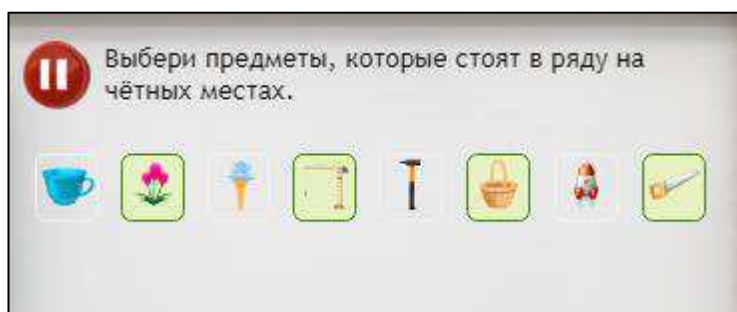 Выбери предметы, которые стоят в ряду на
чётных местах.